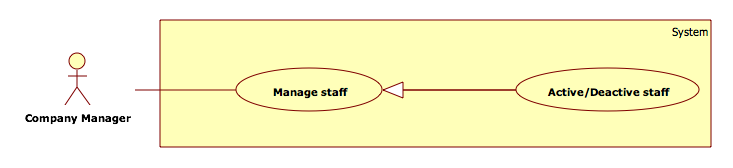 System
Manage staff
Active/Deactive staff
Company Manager